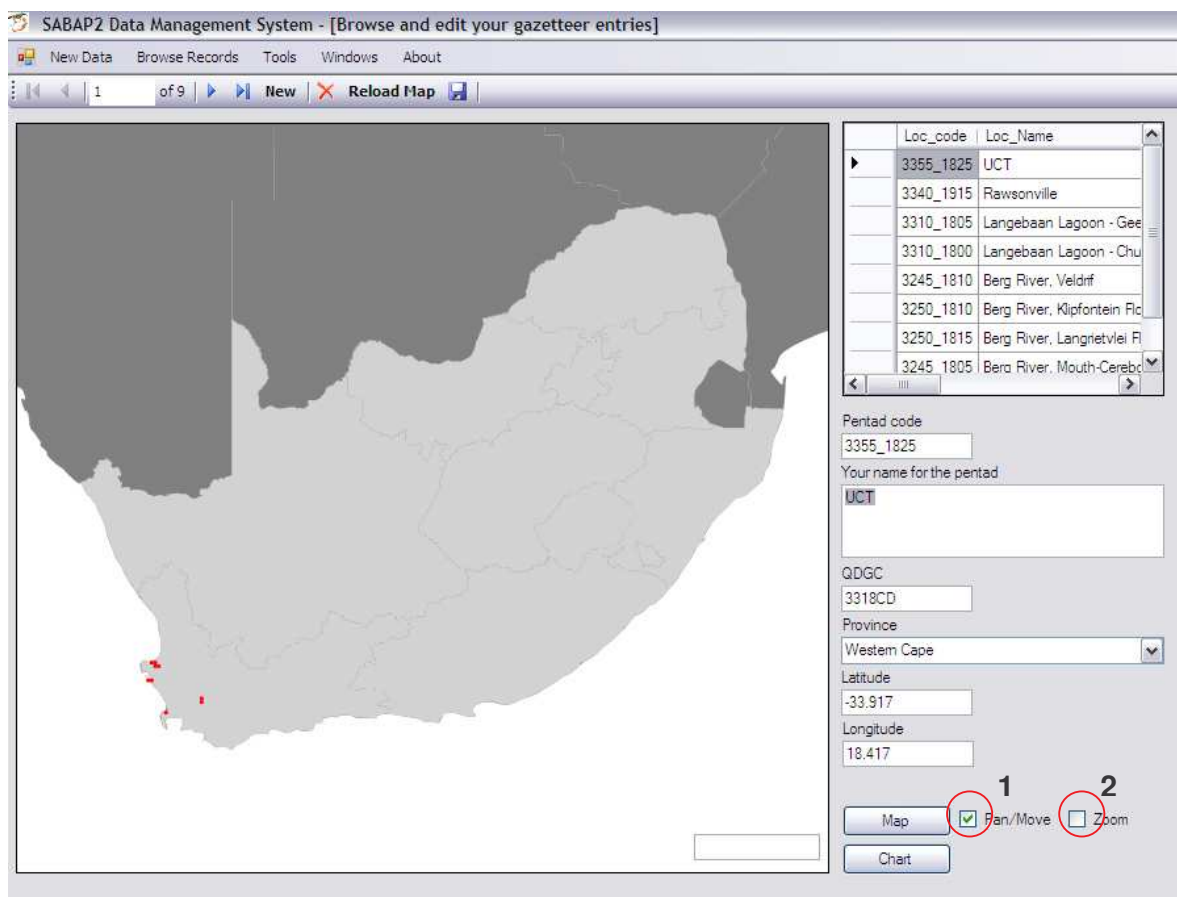 SABAP2 Data Management System - [Browse and edit your gazetteer entries]
New Data Browse Records Tools Windows About
1 of 9 New Reload Map
Loc_code Loc_Name
3355_1825 UCT
3340_1915 Rawsonville
3310_1805 Langebaan Lagoon - Gee
3310_1800 Langebaan Lagoon - Chu
3245_1810 Berg River, Veldrif
3250_1810 Berg River, Klipfontein Flc
3250_1815 Berg River, Langrietvlei Fl
3245_1805 Berg River, Mouth-Cerebo
Pentad code
3355_1825
Your name for the pentad
UCT
QDGC
3318CD
Province
Western Cape
Latitude
-33.917
Longitude
18.417
1 2
Map Pan/Move Zoom
Chart